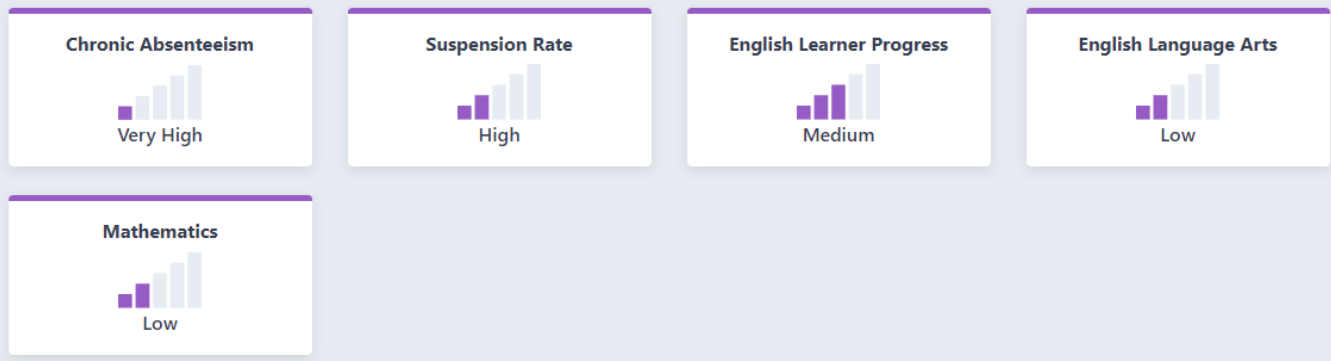 Chronic Absenteeism
Very High
Suspension Rate
High
English Learner Progress
Medium
English Language Arts
Low
Mathematics
Low